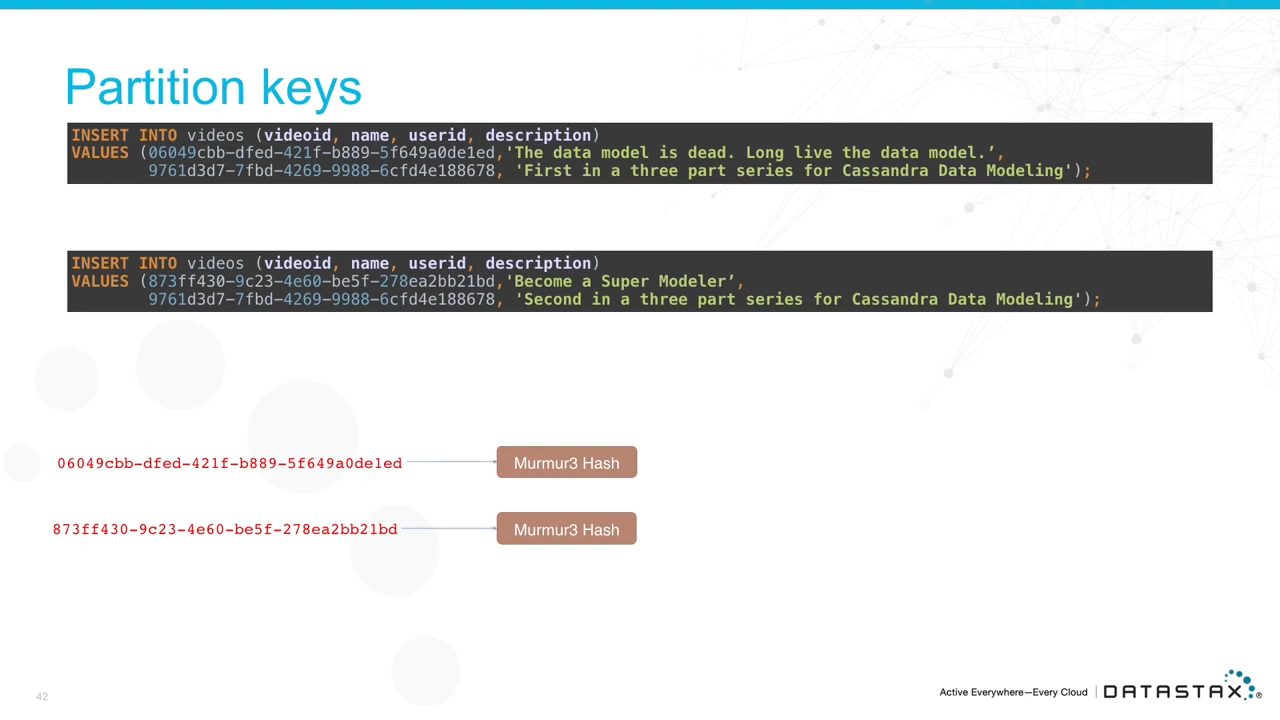 Partition keys
INSERT INTO videos (videoid, name, userid, description)
VALUES (06049cbb-dfed-421f-b889-5f649a0de1ed,'The data model is dead. Long live the data model.’,
9761d3d7-7fbd-4269-9988-6cfd4e188678, 'First in a three part series for Cassandra Data Modeling');
INSERT INTO videos (videoid, name, userid, description)
VALUES (873ff430-9c23-4e60-be5f-278ea2bb21bd,'Become a Super Modeler’,
9761d3d7-7fbd-4269-9988-6cfd4e188678, 'Second in a three part series for Cassandra Data Modeling');
06049cbb-dfed-421f-b889-5f649a0de1ed Murmur3 Hash
873ff430-9c23-4e60-be5f-278ea2bb21bd Murmur3 Hash
42 Active Everywhere—Every Cloud | DATASTAX®